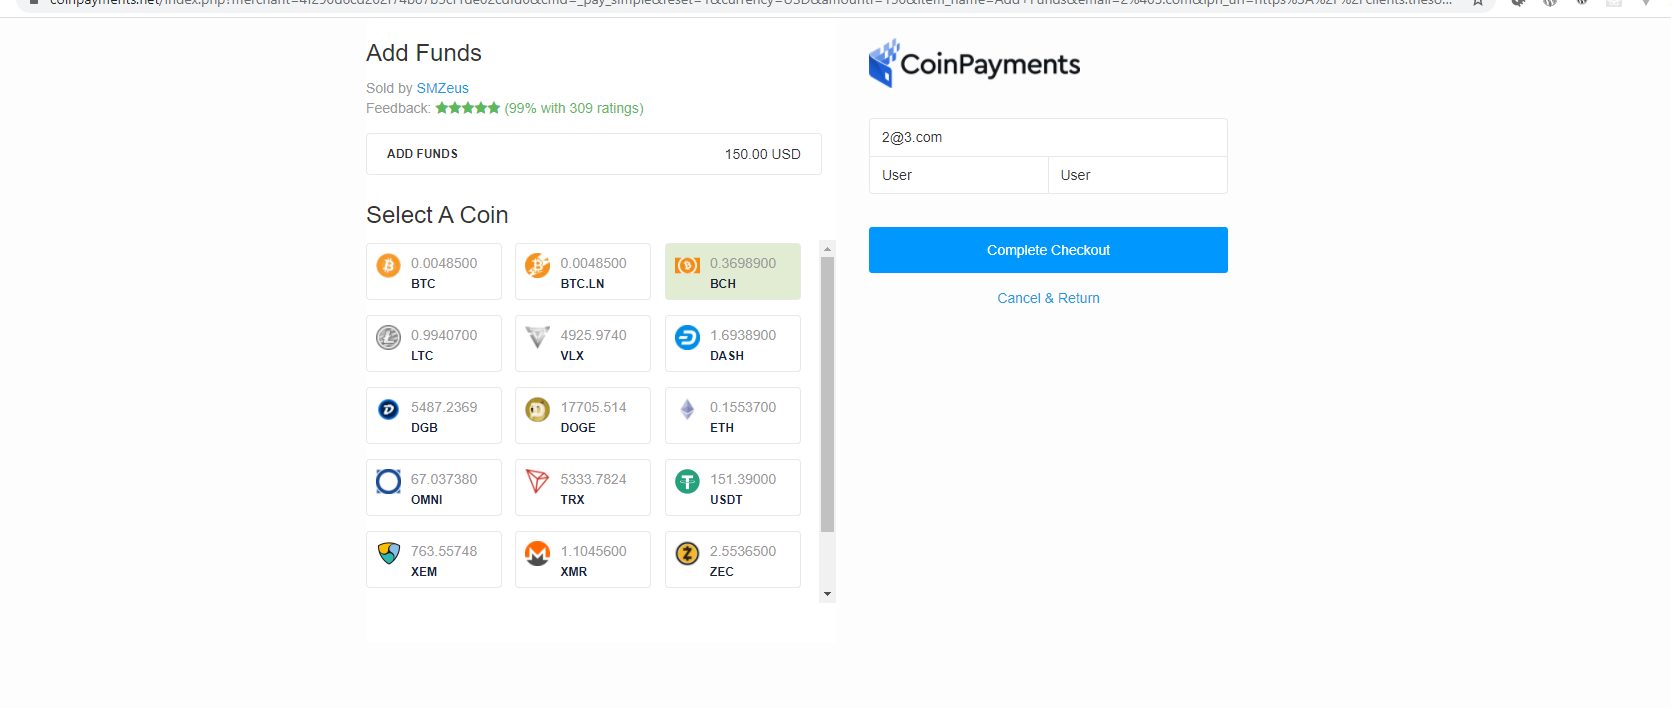 Add Funds
Sold by SMZeus
Feedback: ★★★★★ (99% with 309 ratings)
ADD FUNDS 150.00 USD
Select A Coin
0.0048500 0.0048500 0.3698900
BTC BTC.LN BCH
0.9940700 4925.9740 1.6938900
LTC VLX DASH
5487.2369 17705.514 0.1553700
DGB DOGE ETH
67.037380 5333.7824 151.39000
OMNI TRX USDT
763.55748 1.1045600 2.5536500
XEM XMR ZEC
CoinPayments
2@3.com
User User
Complete Checkout
Cancel & Return